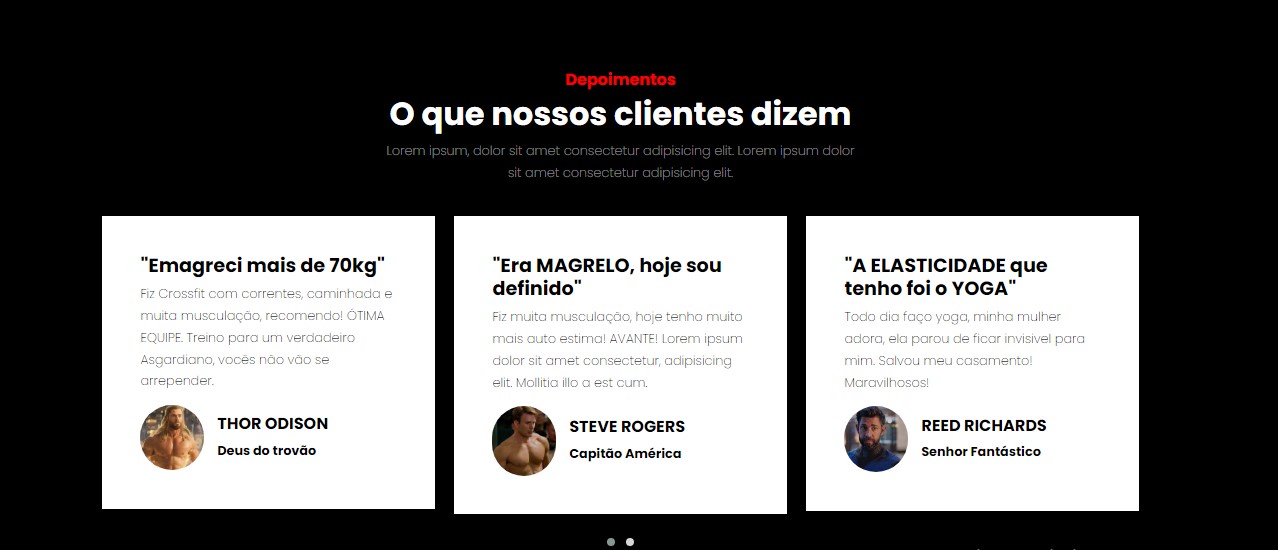 Depoimentos
O que nossos clientes dizem
Lorem ipsum, dolor sit amet consectetur adipisicing elit. Lorem ipsum dolor
sit amet consectetur adipisicing elit.
"Emagreci mais de 70kg"
Fiz Crossfit com correntes, caminhada e
muita musculação, recomendo! ÓTIMA
EQUIPE. Treino para um verdadeiro
Asgardiano, vocês não vão se
arrepender.
THOR ODISON
Deus do trovão
"Era MAGRELO, hoje sou
definido"
Fiz muita musculação, hoje tenho muito
mais auto estima! AVANTE! Lorem ipsum
dolor sit amet consectetur, adipisicing
elit. Mollitia illo a est cum.
STEVE ROGERS
Capitão América
"A ELASTICIDADE que
tenho foi o YOGA"
Todo dia faço yoga, minha mulher
adora, ela parou de ficar invisivel para
mim. Salvou meu casamento!
Maravilhosos!
REED RICHARDS
Senhor Fantástico